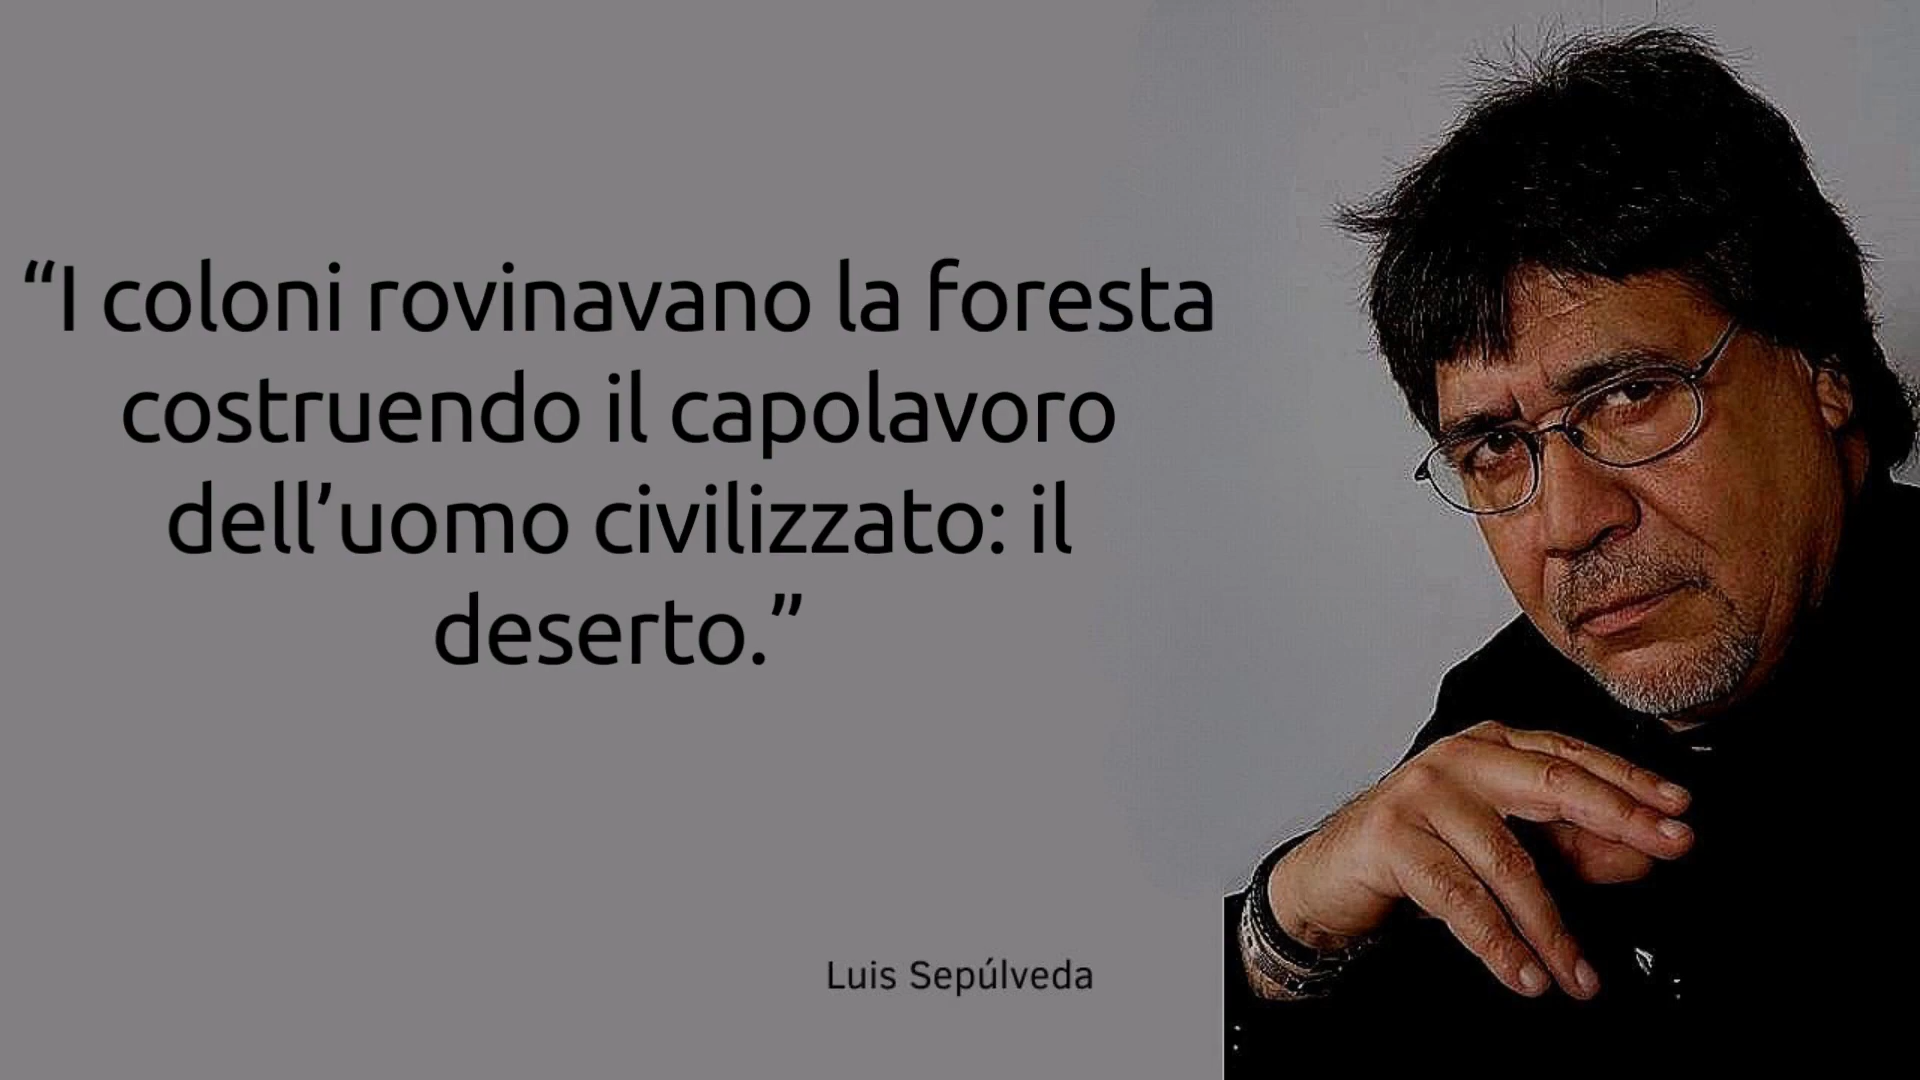 “I coloni rovinavano la foresta
costruendo il capolavoro
dell’uomo civilizzato: il
deserto.”
Luis Sepúlveda